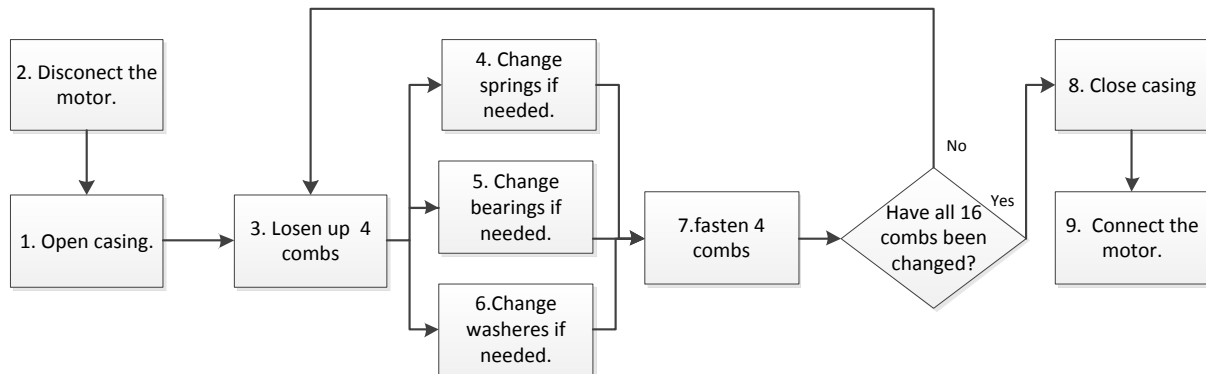 2. Disconect the
motor.
1. Open casing.
3. Losen up 4
combs
4. Change
springs if
needed.
5. Change
bearings if
needed.
6.Change
washeres if
needed.
7.fasten 4
combs
No
Have all 16
combs been
changed?
Yes
8. Close casing
9. Connect the
motor.